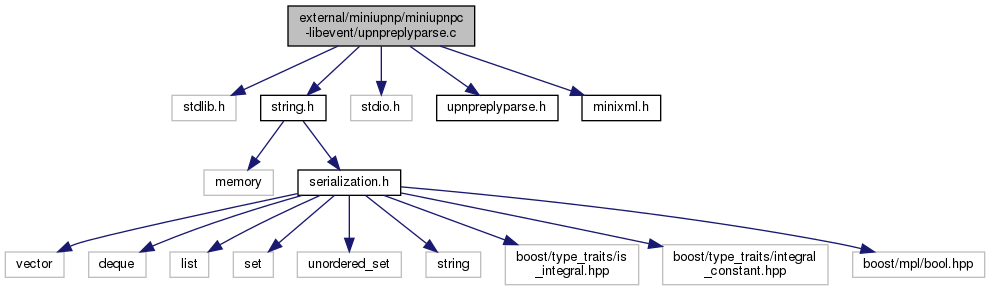 external/miniupnp/miniupnpc
-libevent/upnpreplyparse.c
stdlib.h
string.h
stdio.h
upnpreplyparse.h
minixml.h
memory
serialization.h
vector
deque
list
set
unordered_set
string
boost/type_traits/is
_integral.hpp
boost/type_traits/integral
_constant.hpp
boost/mpl/bool.hpp